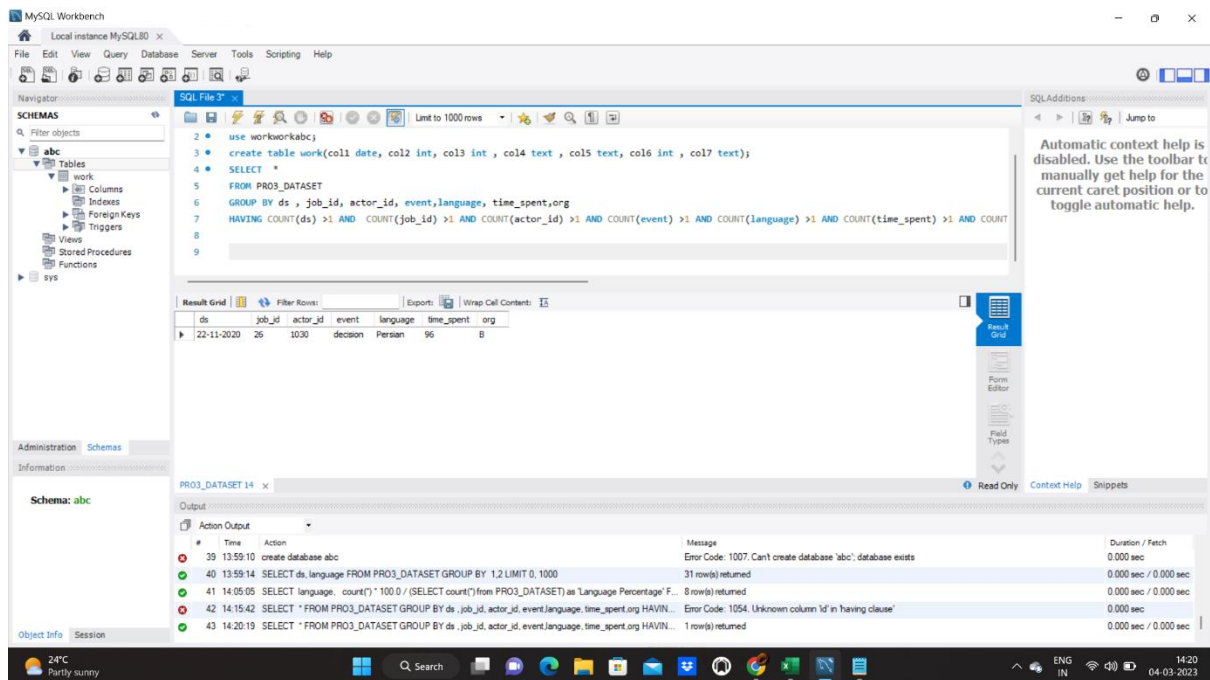 MySQL Workbench
Local instance MySQL80 ×
File Edit View Query Database Server Tools Scripting Help
Navigator
SCHEMAS
Filter objects
abc
Tables
work
Columns
Indexes
Foreign Keys
Triggers
Views
Stored Procedures
Functions
sys
Administration Schemas
Information
Schema: abc
Object Info Session
SQL File 3* ×
Limit to 1000 rows
2 use workworkabc;
3 create table work(col1 date, col2 int, col3 int , col4 text , col5 text, col6 int , col7 text);
4 SELECT *
5 FROM PRO3_DATASET
6 GROUP BY ds , job_id, actor_id, event,language, time_spent,org
7 HAVING COUNT(ds) >1 AND COUNT(job_id) >1 AND COUNT(actor_id) >1 AND COUNT(event) >1 AND COUNT(language) >1 AND COUNT(time_spent) >1 AND COUNT
8
9
Result Grid Filter Rows: Export: Wrap Cell Content:
ds job_id actor_id event language time_spent org
22-11-2020 26 1030 decision Persian 96 B
Result Grid
Form Editor
Field Types
PRO3_DATASET 14 ×
Read Only
Output
Action Output
# Time Action Message Duration / Fetch
39 13:59:10 create database abc Error Code: 1007. Can't create database 'abc'; database exists 0.000 sec
40 13:59:14 SELECT ds, language FROM PRO3_DATASET GROUP BY 1,2 LIMIT 0, 1000 31 row(s) returned 0.000 sec / 0.000 sec
41 14:05:05 SELECT language, count(*) * 100.0 / (SELECT count(*)from PRO3_DATASET) as 'Language Percentage' F... 8 row(s) returned 0.000 sec / 0.000 sec
42 14:15:42 SELECT * FROM PRO3_DATASET GROUP BY ds , job_id, actor_id, event,language, time_spent,org HAVIN... Error Code: 1054. Unknown column 'id' in 'having clause' 0.000 sec
43 14:20:19 SELECT * FROM PRO3_DATASET GROUP BY ds , job_id, actor_id, event,language, time_spent,org HAVIN... 1 row(s) returned 0.000 sec / 0.000 sec
SQLAdditions
Jump to
Automatic context help is
disabled. Use the toolbar to
manually get help for the
current caret position or to
toggle automatic help.
Context Help Snippets
24°C
Partly sunny
Search
ENG
IN
14:20
04-03-2023